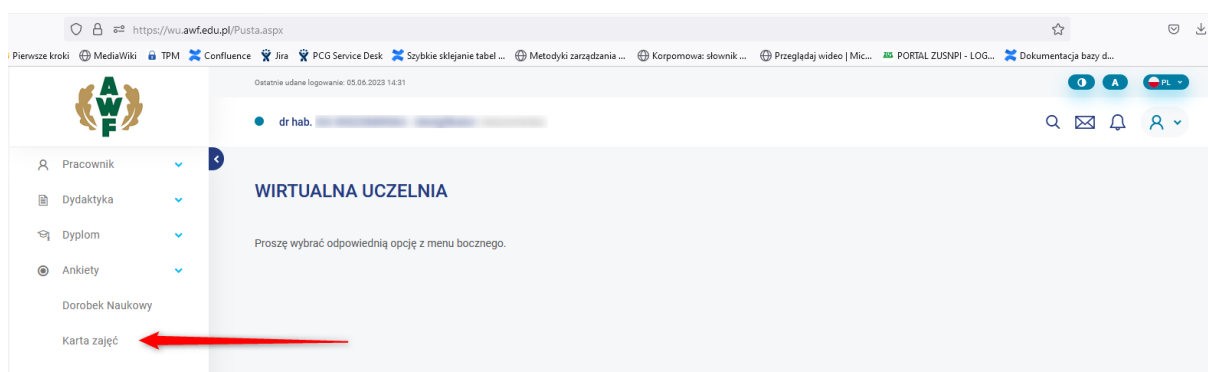 https://wu.awf.edu.pl/Pusta.aspx
Pierwsze kroki MediaWiki TPM Confluence Jira PCG Service Desk Szybkie sklejanie tabel ... Metodyki zarządzania ... Korpomowa: słownik ... Przeglądaj wideo | Mic... PORTAL ZUSNPI - LOG... Dokumentacja bazy d...
Ostatnie udane logowanie: 05.06.2023 14:31
A
PL
AWF
dr hab.
Pracownik
Dydaktyka
WIRTUALNA UCZELNIA
Dyplom
Proszę wybrać odpowiednią opcję z menu bocznego.
Ankiety
Dorobek Naukowy
Karta zajęć